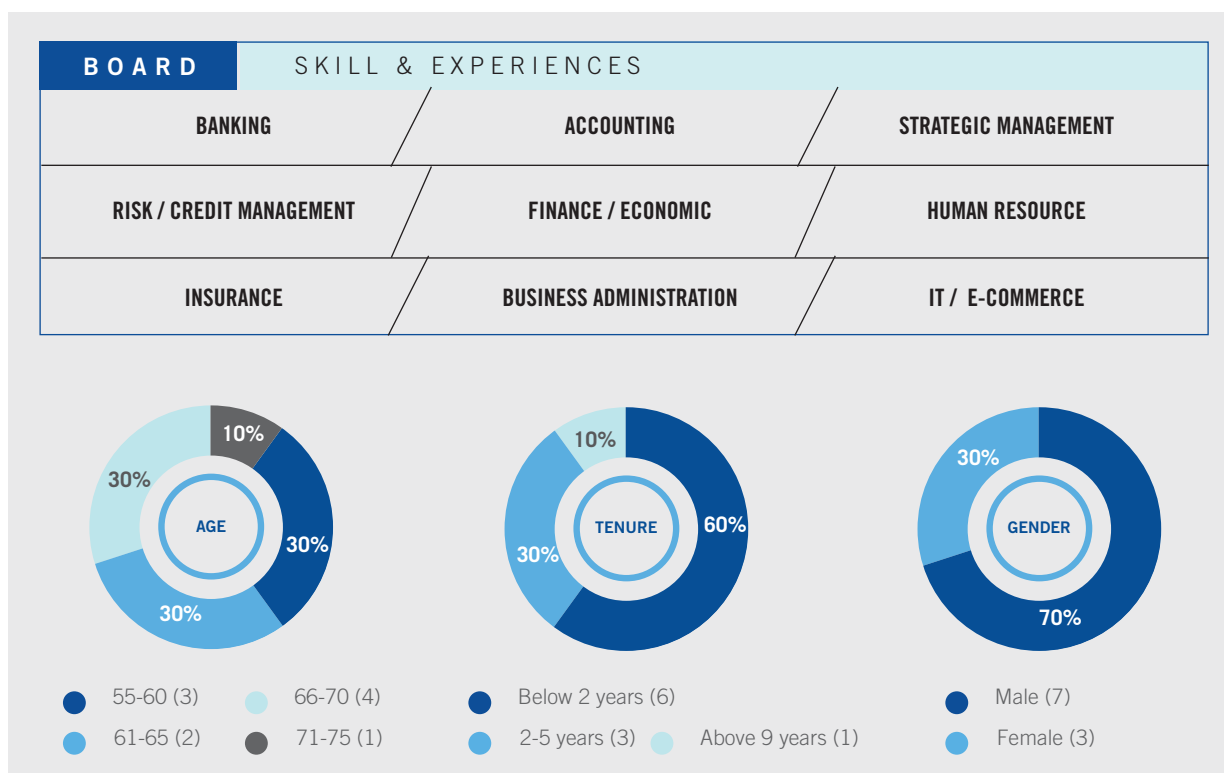 BOARD SKILL & EXPERIENCES
BANKING ACCOUNTING STRATEGIC MANAGEMENT
RISK / CREDIT MANAGEMENT FINANCE / ECONOMIC HUMAN RESOURCE
INSURANCE BUSINESS ADMINISTRATION IT / E-COMMERCE
10%
30%
30%
30%
AGE
55-60 (3) 66-70 (4)
61-65 (2) 71-75 (1)
10%
60%
30%
TENURE
Below 2 years (6)
2-5 years (3) Above 9 years (1)
30%
70%
GENDER
Male (7)
Female (3)